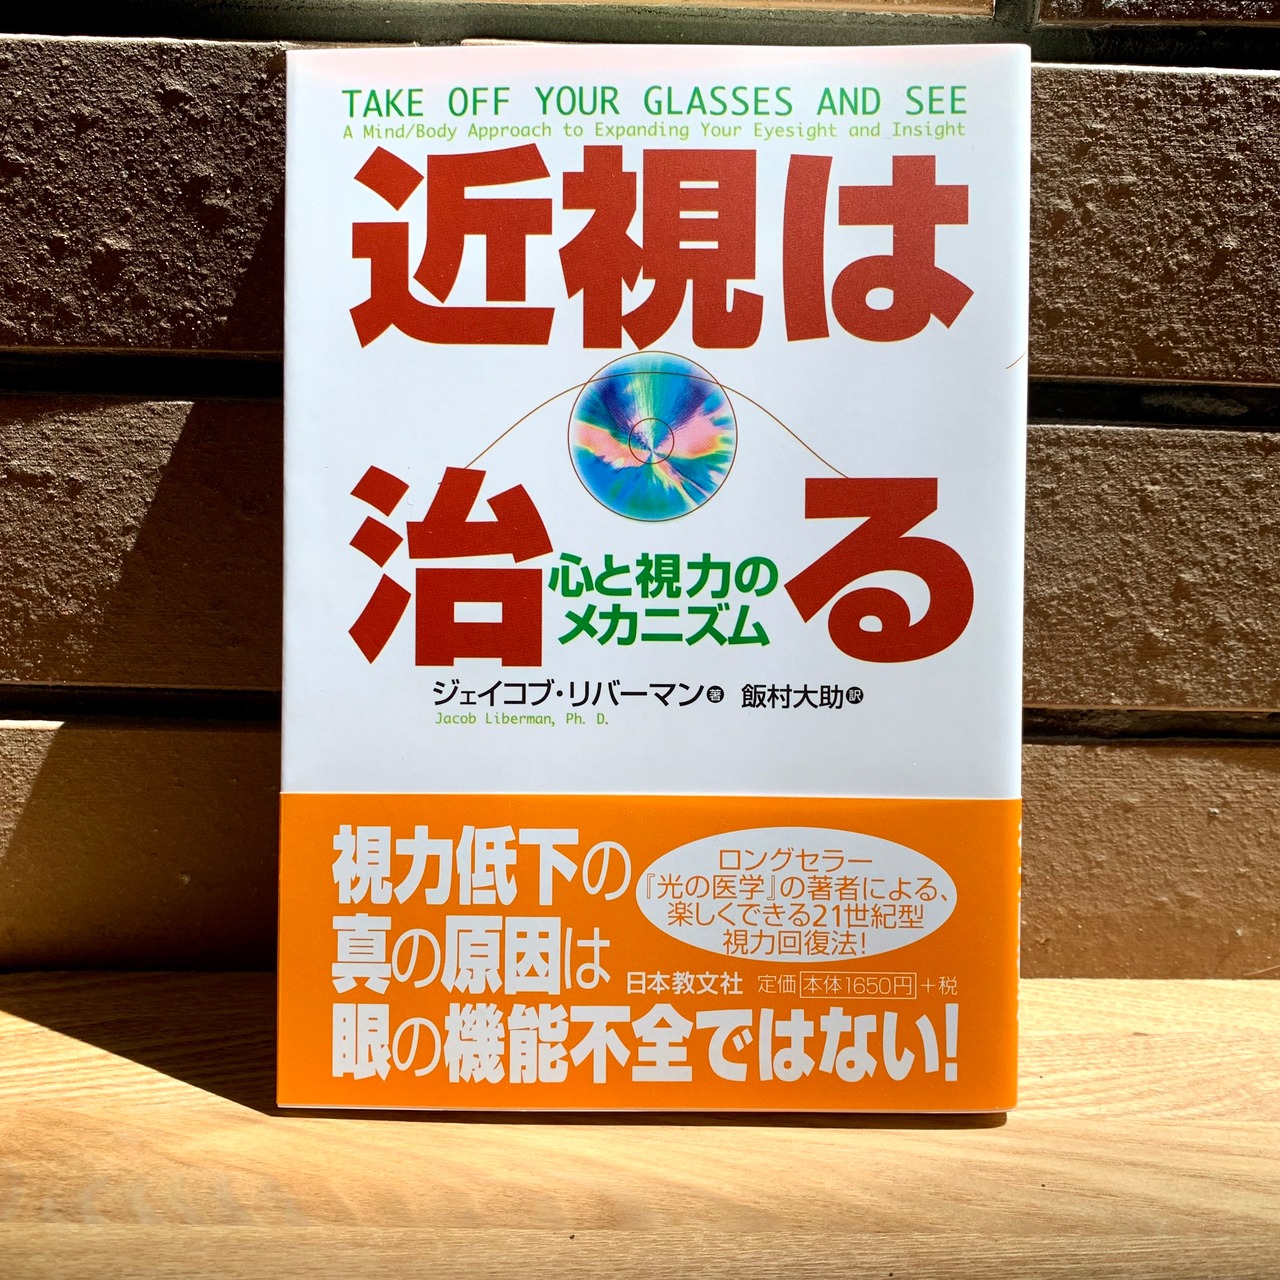 TAKE OFF YOUR GLASSES AND SEE
A Mind/Body Approach to Expanding Your Eyesight and Insight
近視は
治る
心と視力の
メカニズム
ジェイコブ・リバーマン著 飯村大助訳
Jacob Liberman, Ph. D.
視力低下の
真の原因は
眼の機能不全ではない!
ロングセラー
『光の医学』の著者による、
楽しくできる21世紀型
視力回復法!
日本教文社 定価 本体1650円+税